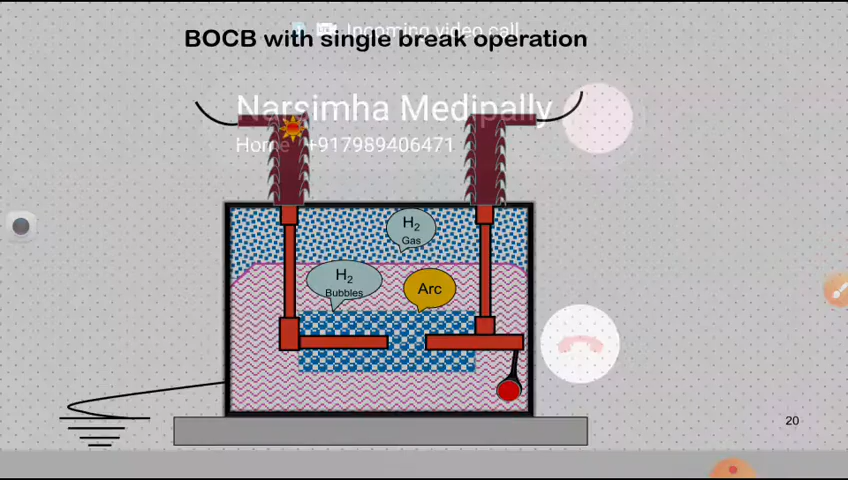 Incoming video call
BOCB with single break operation
Narsimha Medipally
Home +917989406471
H2
Gas
H2
Bubbles
Arc
20